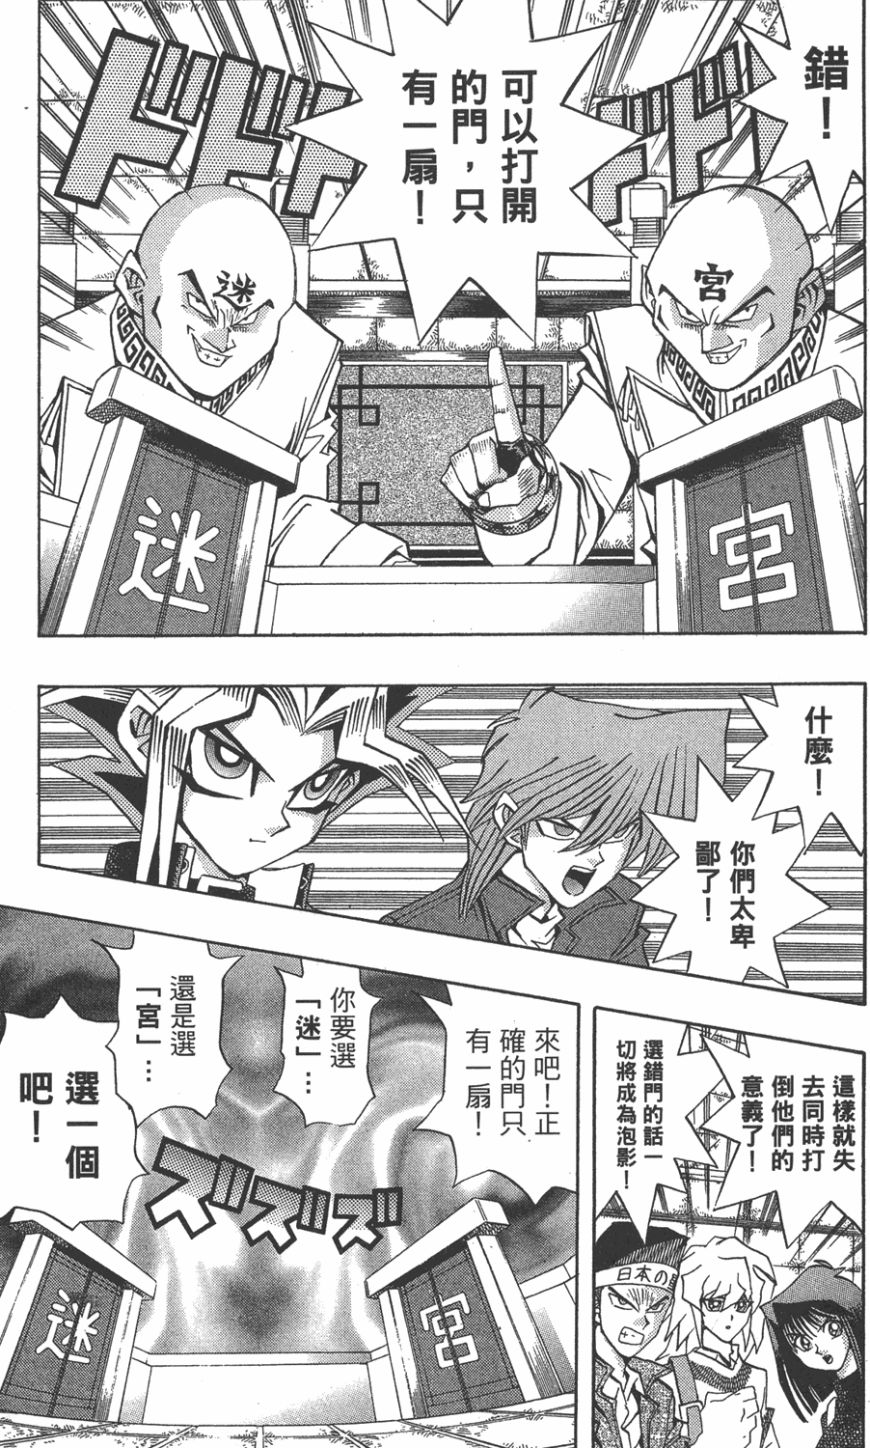 錯！
可以打開
的門，只
有一扇！
ドドド
ドドド
迷
宮
迷
宮
什麼！
你們太卑
鄙了！
這樣就失
去同時打
倒他們的
意義了！
選錯門的話一
切將成為泡影！
日本の
來吧！正
確的門只
有一扇！
你要選
「迷」…
還是選
「宮」…
選一個
吧！
ズズズ
迷
宮